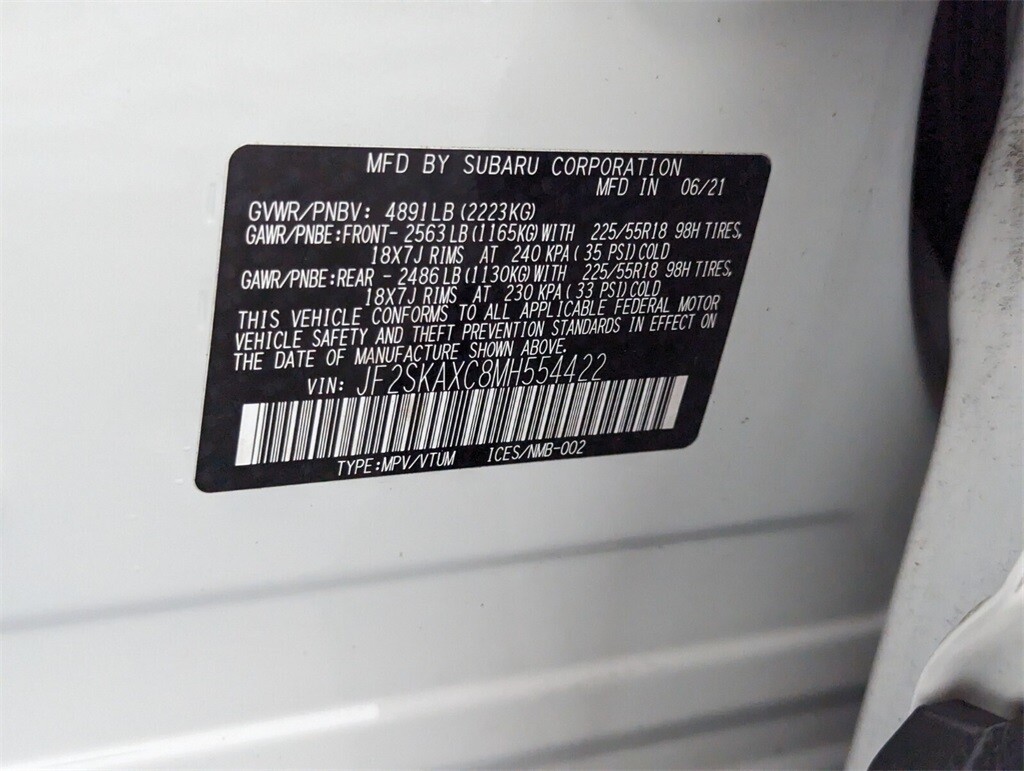 MFD BY SUBARU CORPORATION
MFD IN 06/21
GVWR/PNBV: 4891LB(2223KG)
GAWR/PNBE:FRONT- 2563LB(1165KG)WITH 225/55R18 98H TIRES,
18X7J RIMS AT 240 KPA( 35 PSI)COLD
GAWR/PNBE:REAR - 2486LB(1130KG)WITH 225/55R18 98H TIRES,
18X7J RIMS AT 230 KPA( 33 PSI)COLD
THIS VEHICLE CONFORMS TO ALL APPLICABLE FEDERAL MOTOR
VEHICLE SAFETY AND THEFT PREVENTION STANDARDS IN EFFECT ON
THE DATE OF MANUFACTURE SHOWN ABOVE.
VIN: JF2SKAXC8MH554422
TYPE:MPV/VTUM ICES/NMB-002